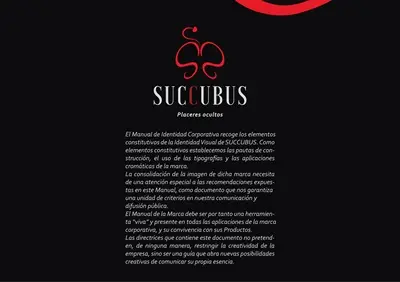 SUCCUBUS
Placeres ocultos
El Manual de Identidad Corporativa recoge los elementos
constitutivos de la Identidad Visual de SUCCUBUS. Como
elementos constitutivos establecemos las pautas de cons-
trucción, el uso de las tipografías y las aplicaciones
cromáticas de la marca.
La consolidación de la imagen de dicha marca necesita
de una atención especial a las recomendaciones expues-
tas en este Manual, como documento que nos garantiza
una unidad de criterios en nuestra comunicación y
difusión pública.
El Manual de la Marca debe ser por tanto una herramien-
ta "viva" y presente en todas las aplicaciones de la marca
corporativa, y su convivencia con sus Productos.
Las directrices que contiene este documento no pretend-
en, de ninguna manera, restringir la creatividad de la
empresa, sino ser una guía que abra nuevas posibilidades
creativas de comunicar su propia esencia.